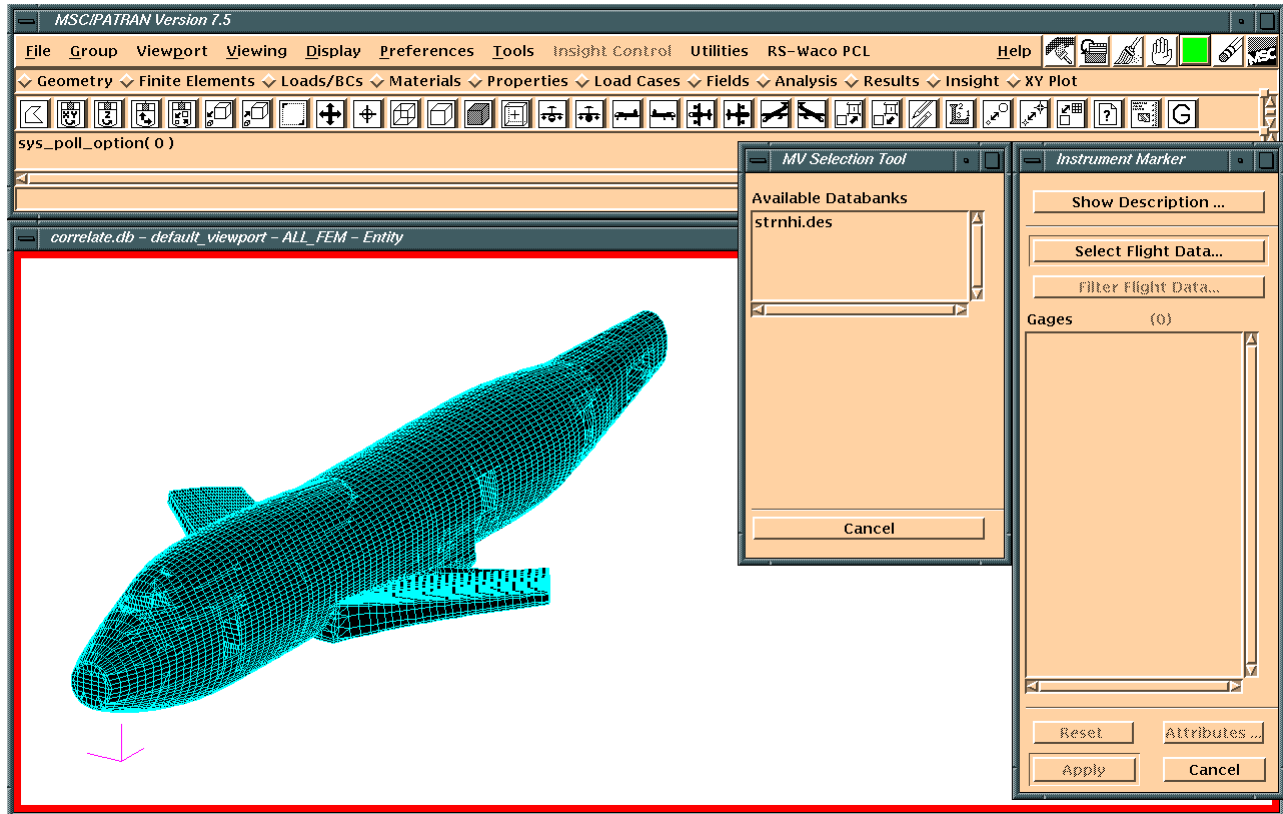 MSC/PATRAN Version 7.5
File Group Viewport Viewing Display Preferences Tools Insight Control Utilities RS-Waco PCL Help
MSC
Geometry Finite Elements Loads/BCs Materials Properties Load Cases Fields Analysis Results Insight XY Plot
XY Z ? G
sys_poll_option( 0 )
correlate.db – default_viewport – ALL_FEM – Entity
MV Selection Tool
Available Databanks
strnhi.des
Cancel
Instrument Marker
Show Description ...
Select Flight Data...
Filter Flight Data...
Gages (0)
Reset Attributes ...
Apply Cancel